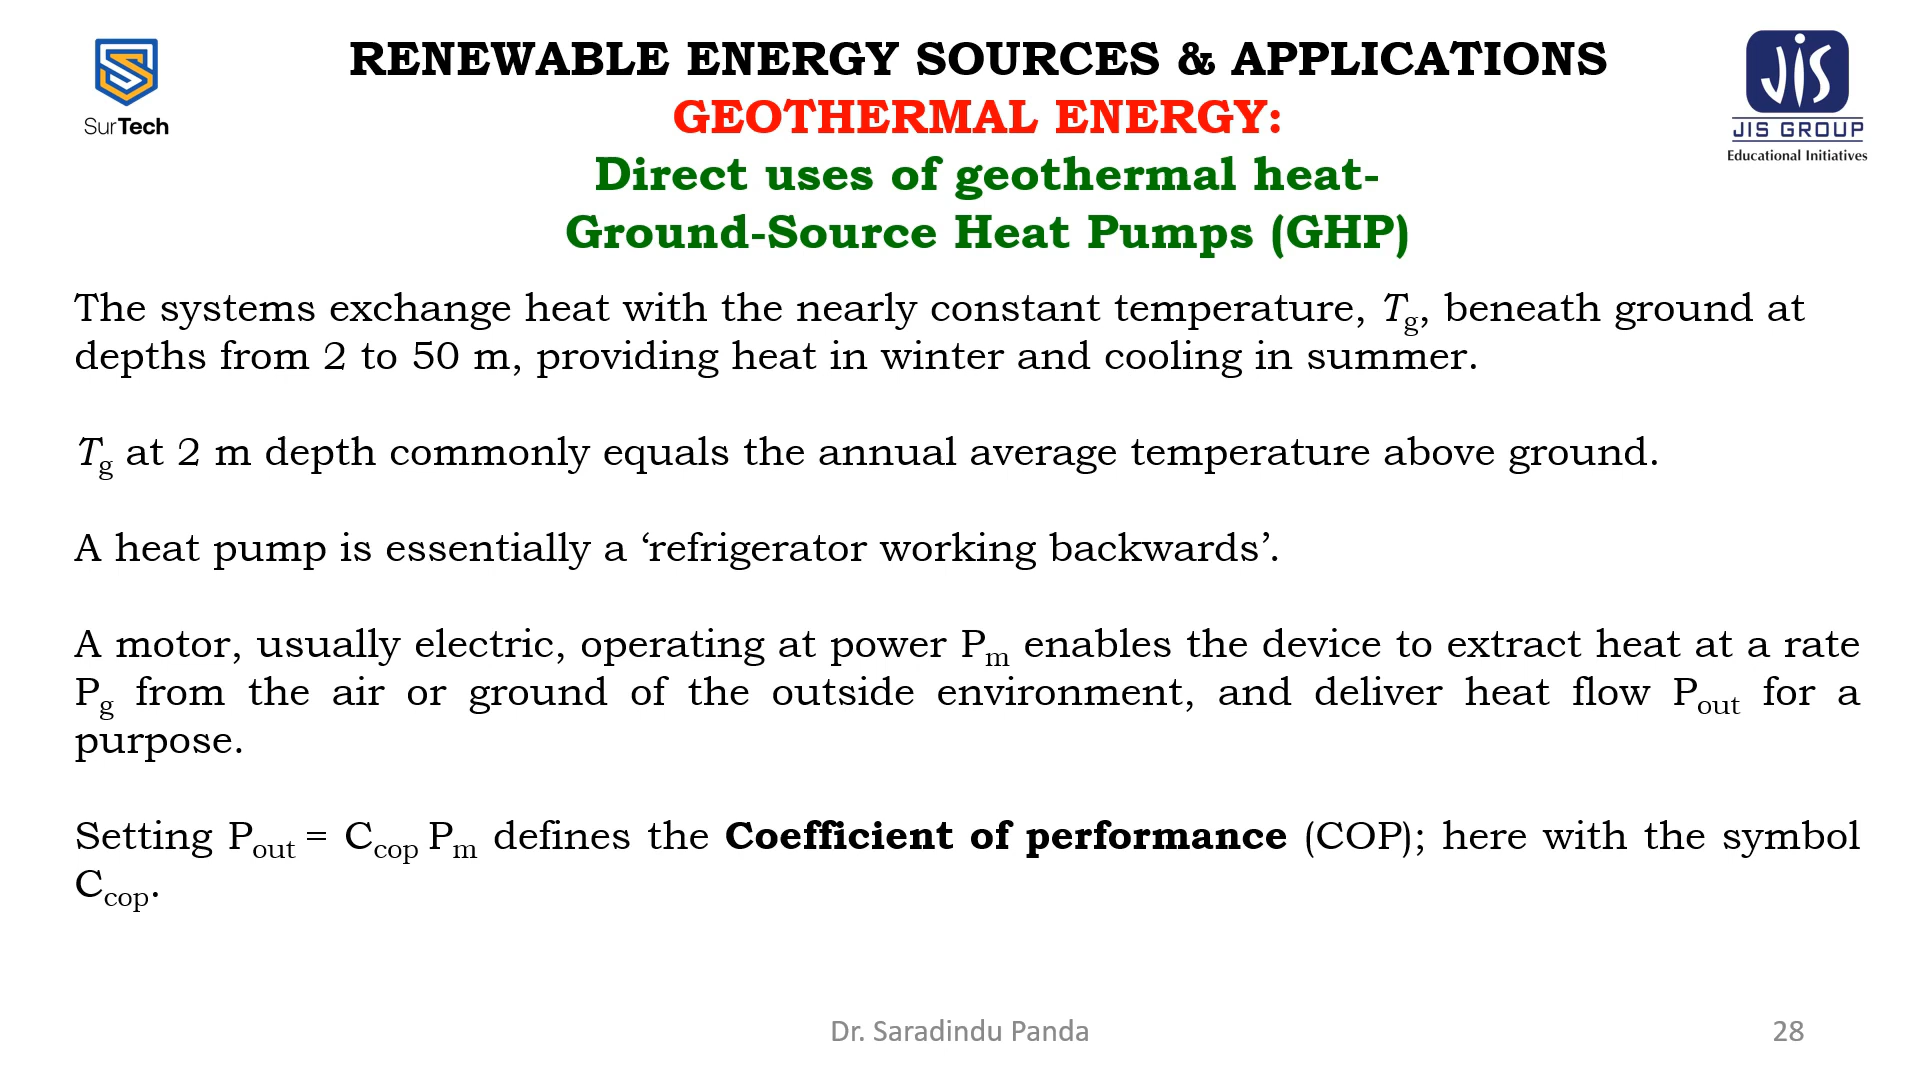 SurTech
RENEWABLE ENERGY SOURCES & APPLICATIONS
GEOTHERMAL ENERGY:
Direct uses of geothermal heat-
Ground-Source Heat Pumps (GHP)
JIS
JIS GROUP
Educational Initiatives
The systems exchange heat with the nearly constant temperature, Tg, beneath ground at
depths from 2 to 50 m, providing heat in winter and cooling in summer.
Tg at 2 m depth commonly equals the annual average temperature above ground.
A heat pump is essentially a ‘refrigerator working backwards’.
A motor, usually electric, operating at power Pm enables the device to extract heat at a rate
Pg from the air or ground of the outside environment, and deliver heat flow Pout for a
purpose.
Setting Pout = Ccop Pm defines the Coefficient of performance (COP); here with the symbol
Ccop.
Dr. Saradindu Panda
28